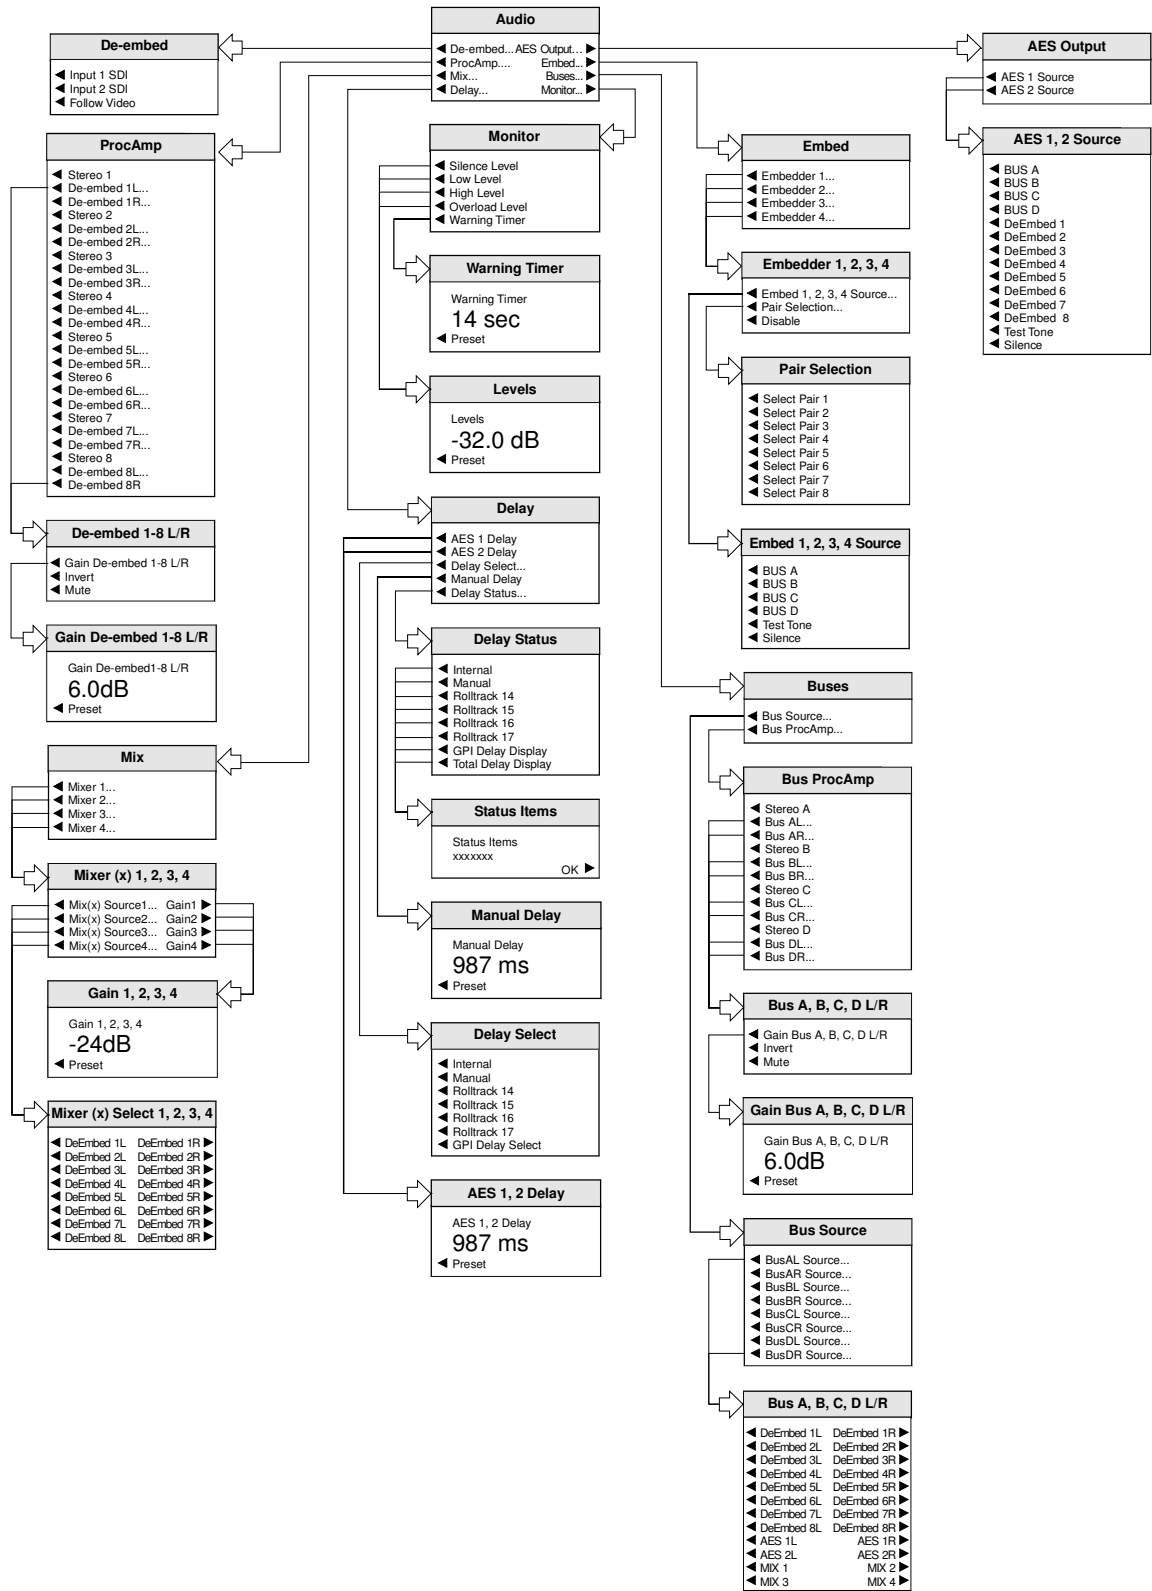 Audio
De-embed... AES Output...
ProcAmp.... Embed...
Mix... Buses...
Delay... Monitor...
De-embed
Input 1 SDI
Input 2 SDI
Follow Video
ProcAmp
Stereo 1
De-embed 1L...
De-embed 1R...
Stereo 2
De-embed 2L...
De-embed 2R...
Stereo 3
De-embed 3L...
De-embed 3R...
Stereo 4
De-embed 4L...
De-embed 4R...
Stereo 5
De-embed 5L...
De-embed 5R...
Stereo 6
De-embed 6L...
De-embed 6R...
Stereo 7
De-embed 7L...
De-embed 7R...
Stereo 8
De-embed 8L...
De-embed 8R
De-embed 1-8 L/R
Gain De-embed 1-8 L/R
Invert
Mute
Gain De-embed 1-8 L/R
Gain De-embed1-8 L/R
6.0dB
Preset
Mix
Mixer 1...
Mixer 2...
Mixer 3...
Mixer 4...
Mixer (x) 1, 2, 3, 4
Mix(x) Source1... Gain1
Mix(x) Source2... Gain2
Mix(x) Source3... Gain3
Mix(x) Source4... Gain4
Gain 1, 2, 3, 4
Gain 1, 2, 3, 4
-24dB
Preset
Mixer (x) Select 1, 2, 3, 4
DeEmbed 1L DeEmbed 1R
DeEmbed 2L DeEmbed 2R
DeEmbed 3L DeEmbed 3R
DeEmbed 4L DeEmbed 4R
DeEmbed 5L DeEmbed 5R
DeEmbed 6L DeEmbed 6R
DeEmbed 7L DeEmbed 7R
DeEmbed 8L DeEmbed 8R
Monitor
Silence Level
Low Level
High Level
Overload Level
Warning Timer
Warning Timer
Warning Timer
14 sec
Preset
Levels
Levels
-32.0 dB
Preset
Delay
AES 1 Delay
AES 2 Delay
Delay Select...
Manual Delay
Delay Status...
Delay Status
Internal
Manual
Rolltrack 14
Rolltrack 15
Rolltrack 16
Rolltrack 17
GPI Delay Display
Total Delay Display
Status Items
Status Items
xxxxxxx
OK
Manual Delay
Manual Delay
987 ms
Preset
Delay Select
Internal
Manual
Rolltrack 14
Rolltrack 15
Rolltrack 16
Rolltrack 17
GPI Delay Select
AES 1, 2 Delay
AES 1, 2 Delay
987 ms
Preset
Embed
Embedder 1...
Embedder 2...
Embedder 3...
Embedder 4...
Embedder 1, 2, 3, 4
Embed 1, 2, 3, 4 Source...
Pair Selection...
Disable
Pair Selection
Select Pair 1
Select Pair 2
Select Pair 3
Select Pair 4
Select Pair 5
Select Pair 6
Select Pair 7
Select Pair 8
Embed 1, 2, 3, 4 Source
BUS A
BUS B
BUS C
BUS D
Test Tone
Silence
Buses
Bus Source...
Bus ProcAmp...
Bus ProcAmp
Stereo A
Bus AL...
Bus AR...
Stereo B
Bus BL...
Bus BR...
Stereo C
Bus CL...
Bus CR...
Stereo D
Bus DL...
Bus DR...
Bus A, B, C, D L/R
Gain Bus A, B, C, D L/R
Invert
Mute
Gain Bus A, B, C, D L/R
Gain Bus A, B, C, D L/R
6.0dB
Preset
Bus Source
BusAL Source...
BusAR Source...
BusBL Source...
BusBR Source...
BusCL Source...
BusCR Source...
BusDL Source...
BusDR Source...
Bus A, B, C, D L/R
DeEmbed 1L DeEmbed 1R
DeEmbed 2L DeEmbed 2R
DeEmbed 3L DeEmbed 3R
DeEmbed 4L DeEmbed 4R
DeEmbed 5L DeEmbed 5R
DeEmbed 6L DeEmbed 6R
DeEmbed 7L DeEmbed 7R
DeEmbed 8L DeEmbed 8R
AES 1L AES 1R
AES 2L AES 2R
MIX 1 MIX 2
MIX 3 MIX 4
AES Output
AES 1 Source
AES 2 Source
AES 1, 2 Source
BUS A
BUS B
BUS C
BUS D
DeEmbed 1
DeEmbed 2
DeEmbed 3
DeEmbed 4
DeEmbed 5
DeEmbed 6
DeEmbed 7
DeEmbed 8
Test Tone
Silence